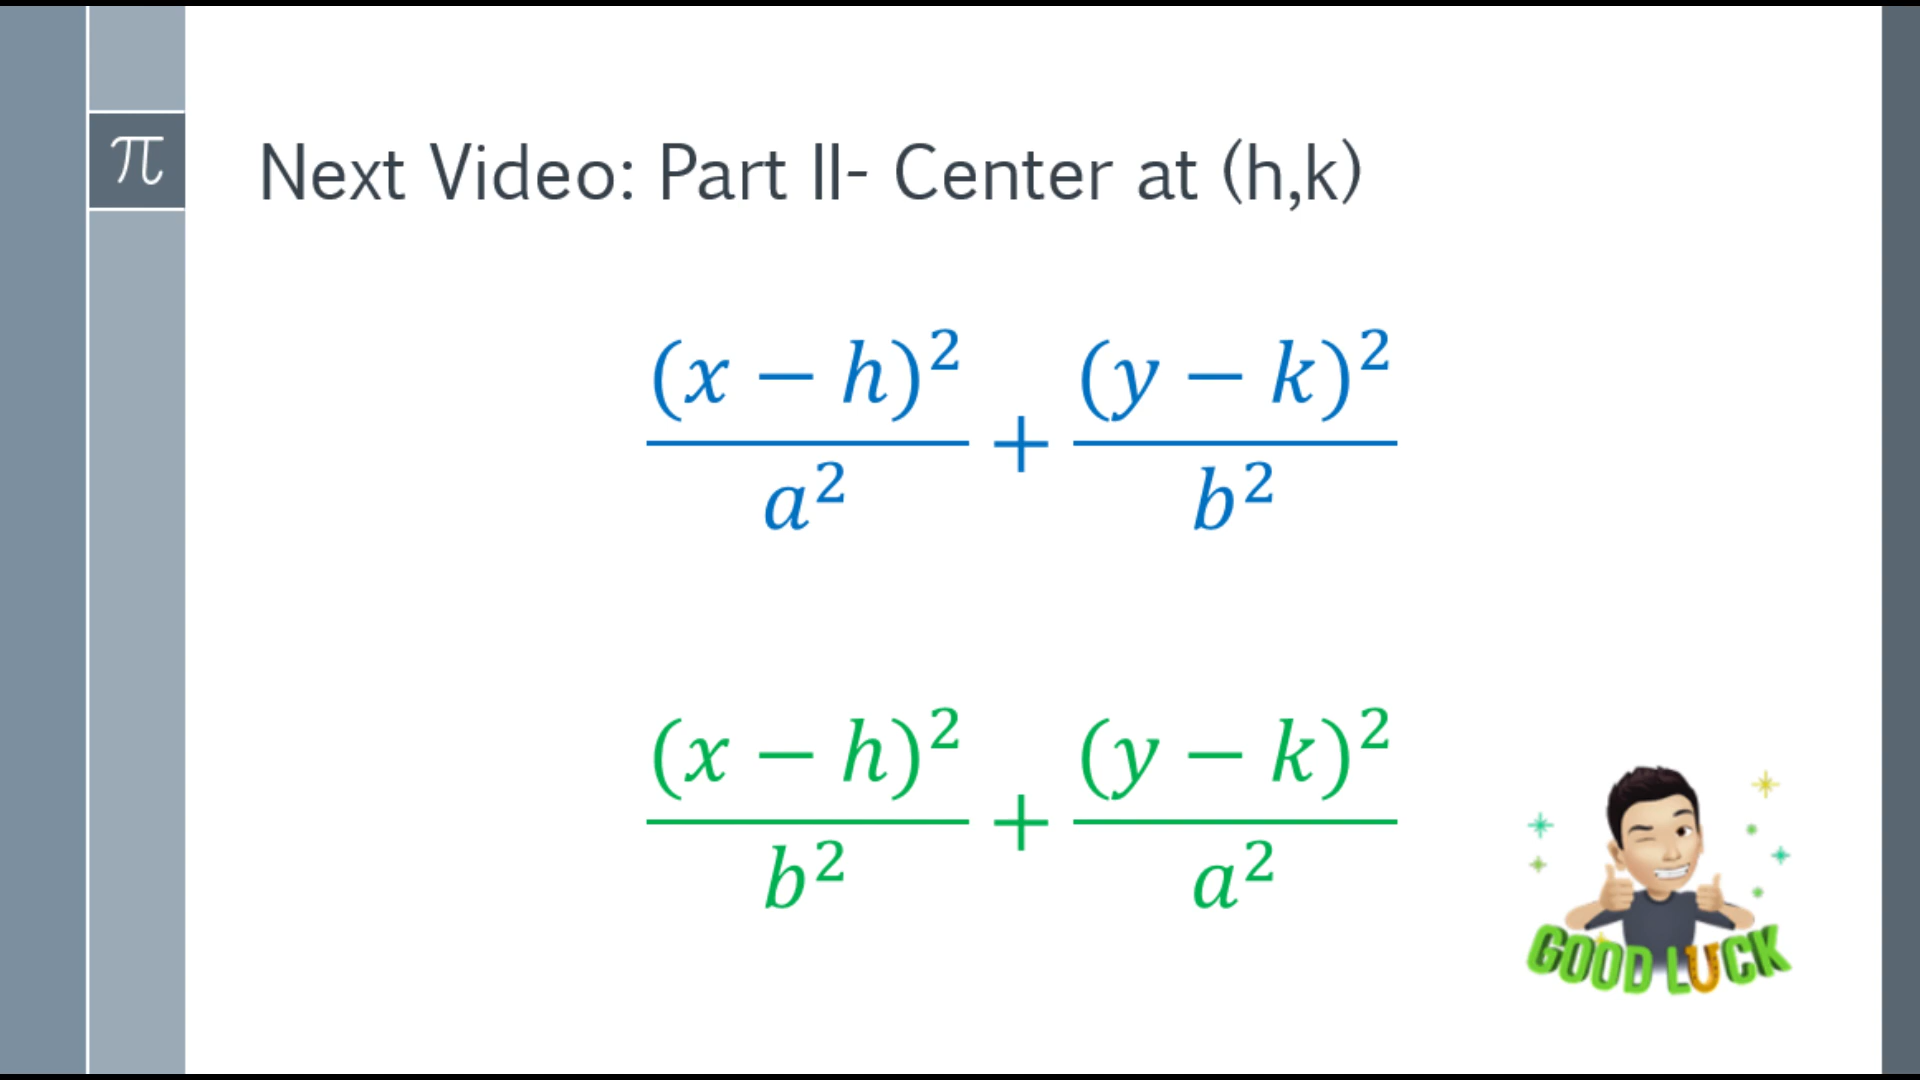 π
Next Video: Part II- Center at (h,k)
(x − h)²/a² + (y − k)²/b²
(x − h)²/b² + (y − k)²/a²
GOOD LUCK